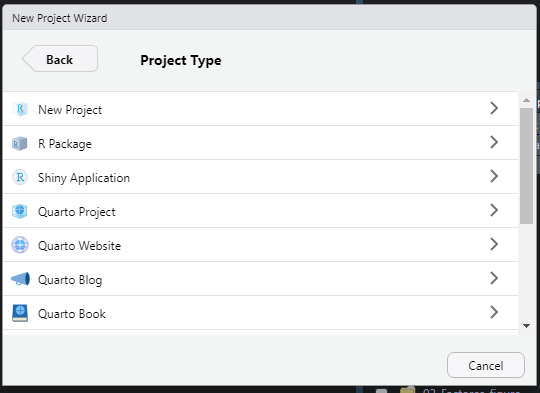 New Project Wizard
Back
Project Type
New Project
R Package
Shiny Application
Quarto Project
Quarto Website
Quarto Blog
Quarto Book
Cancel